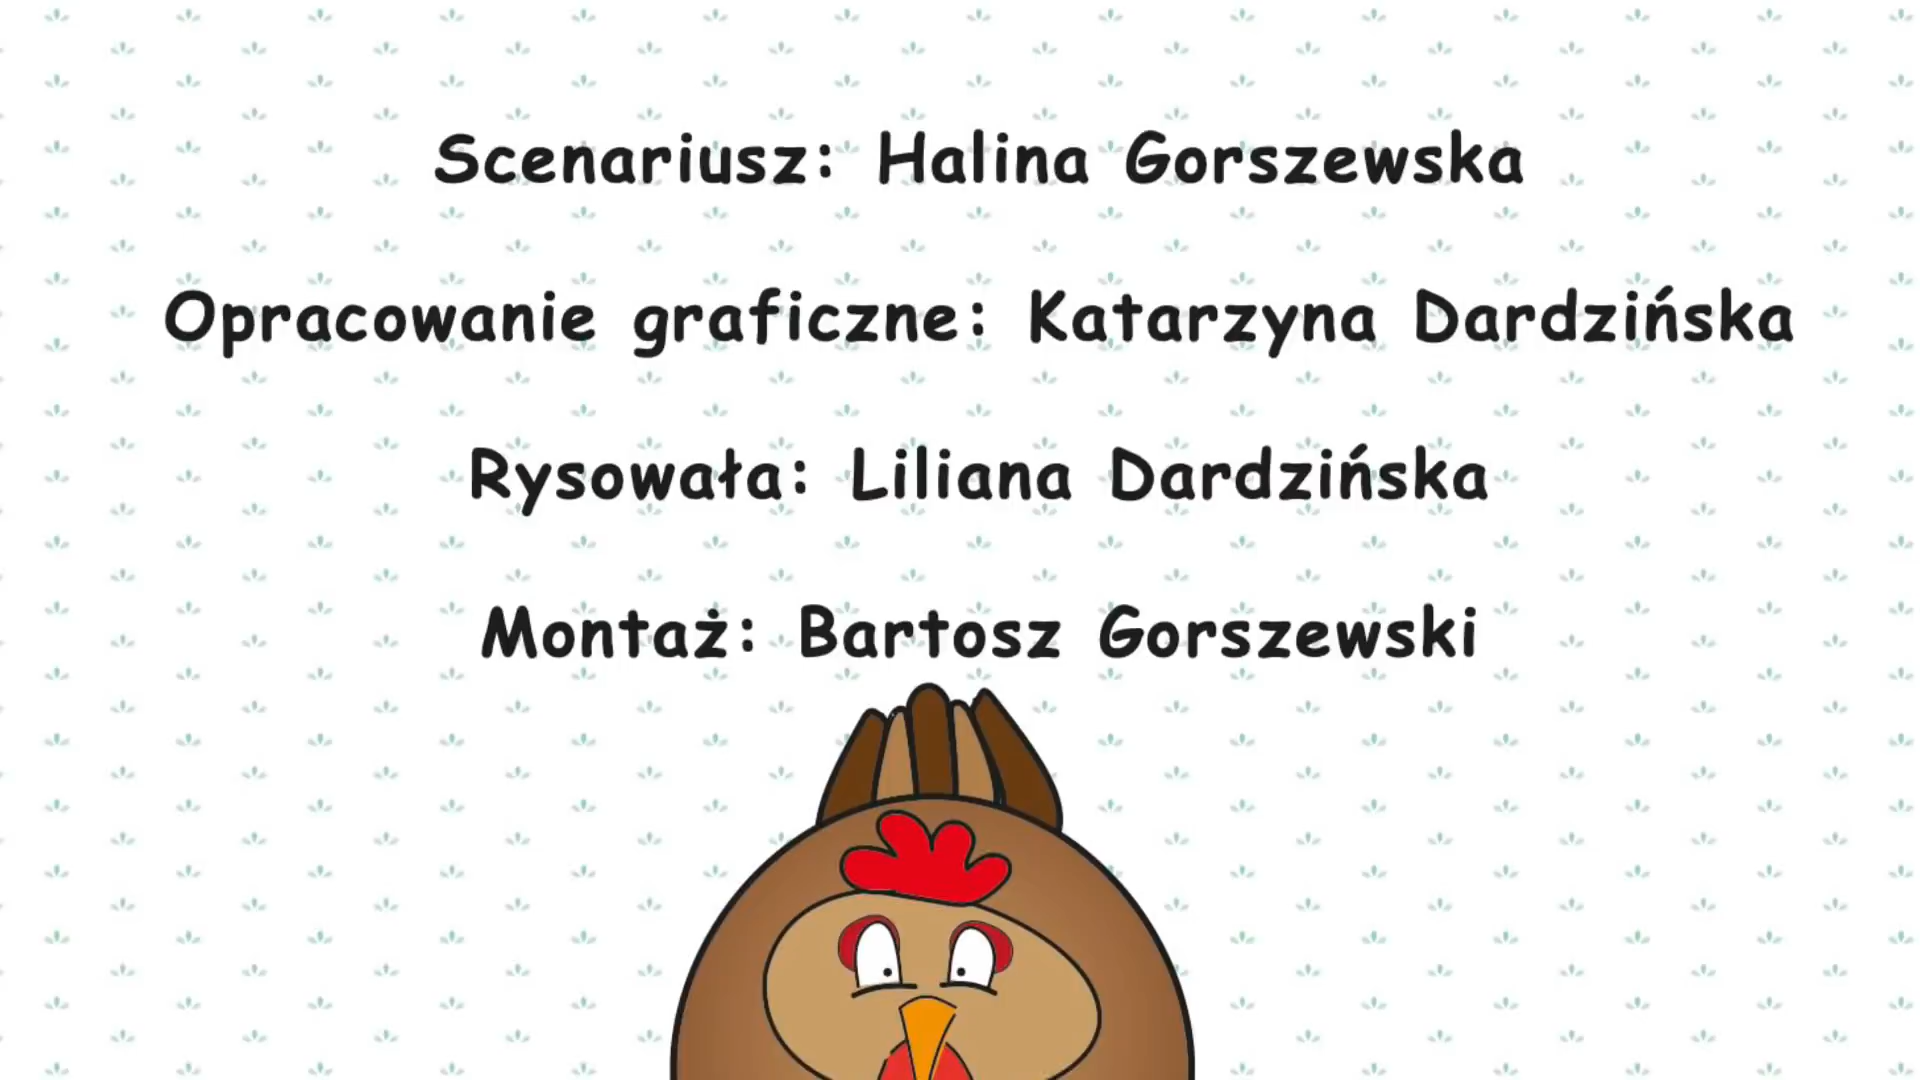 Scenariusz: Halina Gorszewska
Opracowanie graficzne: Katarzyna Dardzińska
Rysowała: Liliana Dardzińska
Montaż: Bartosz Gorszewski